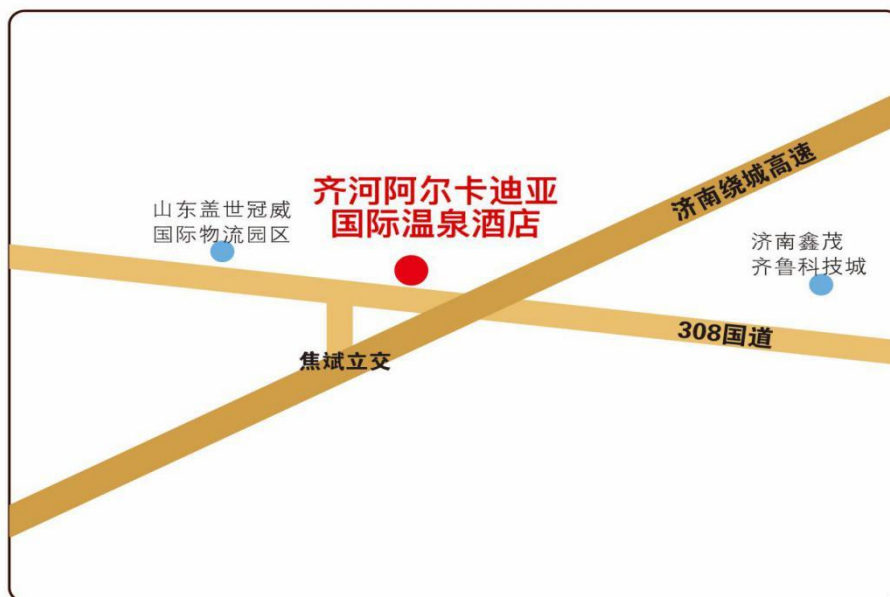 齐河阿尔卡迪亚
国际温泉酒店
山东盖世冠威
国际物流园区
济南绕城高速
济南鑫茂
齐鲁科技城
308国道
焦斌立交